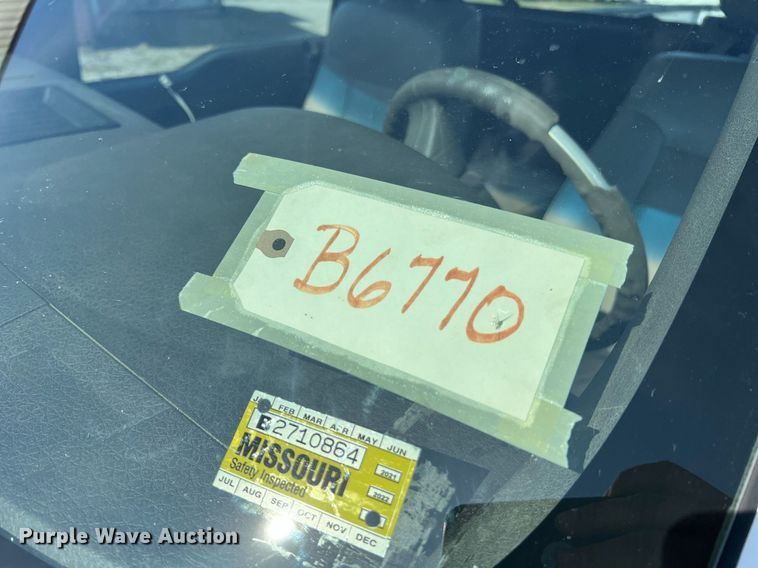 B6770
JAN FEB MAR APR MAY JUN
E2710864
MISSOURI
2021
Safety Inspected
2022
JUL AUG SEP OCT NOV DEC
Purple Wave Auction